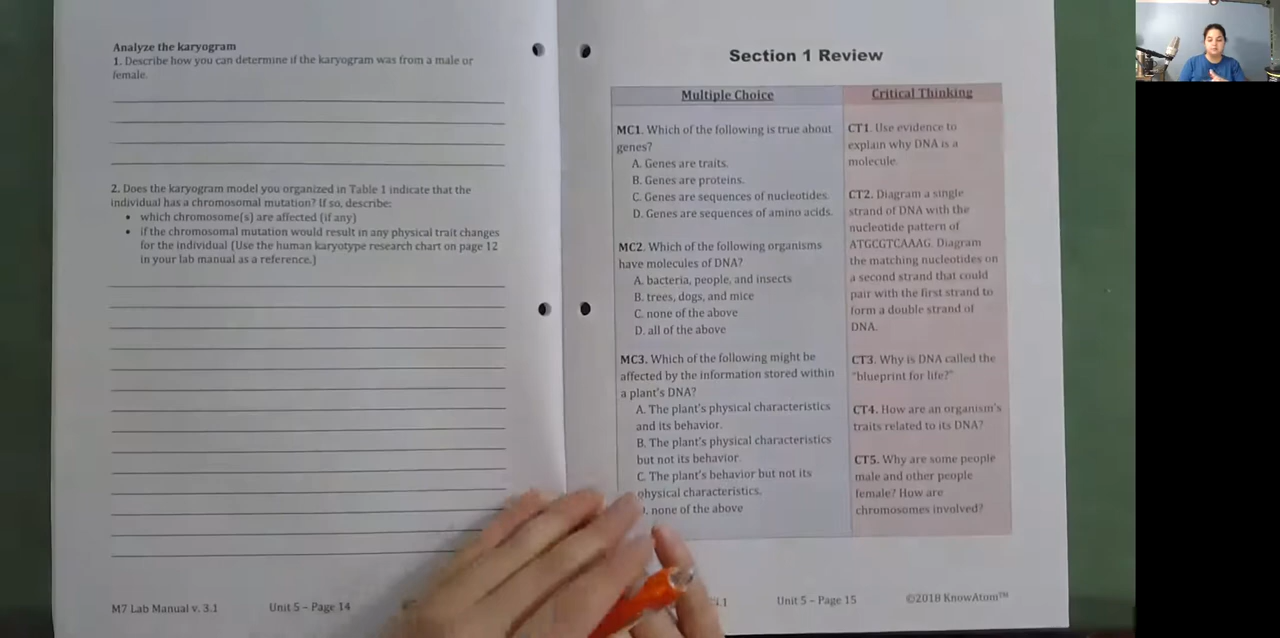 Analyze the karyogram
1. Describe how you can determine if the karyogram was from a male or
female.
2. Does the karyogram model you organized in Table 1 indicate that the
individual has a chromosomal mutation? If so, describe:
• which chromosome(s) are affected (if any)
• if the chromosomal mutation would result in any physical trait changes
for the individual (Use the human karyotype research chart on page 12
in your lab manual as a reference.)
M7 Lab Manual v. 3.1 Unit 5 – Page 14
Section 1 Review
Multiple Choice
MC1. Which of the following is true about
genes?
A. Genes are traits.
B. Genes are proteins.
C. Genes are sequences of nucleotides.
D. Genes are sequences of amino acids.
MC2. Which of the following organisms
have molecules of DNA?
A. bacteria, people, and insects
B. trees, dogs, and mice
C. none of the above
D. all of the above
MC3. Which of the following might be
affected by the information stored within
a plant's DNA?
A. The plant's physical characteristics
and its behavior.
B. The plant's physical characteristics
but not its behavior.
C. The plant's behavior but not its
physical characteristics.
none of the above
Critical Thinking
CT1. Use evidence to
explain why DNA is a
molecule.
CT2. Diagram a single
strand of DNA with the
nucleotide pattern of
ATGCGTCAAAG. Diagram
the matching nucleotides on
a second strand that could
pair with the first strand to
form a double strand of
DNA.
CT3. Why is DNA called the
"blueprint for life?"
CT4. How are an organism's
traits related to its DNA?
CT5. Why are some people
male and other people
female? How are
chromosomes involved?
.1 Unit 5 – Page 15 ©2018 KnowAtom™